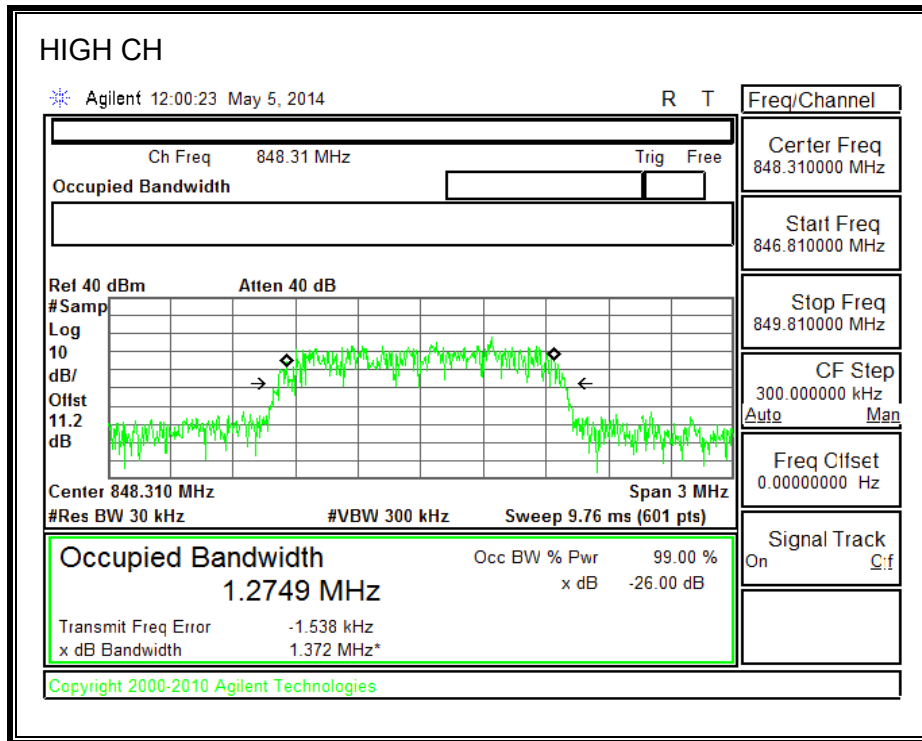 HIGH CH
Agilent 12:00:23 May 5, 2014 R T
Freq/Channel
Ch Freq 848.31 MHz Trig Free
Occupied Bandwidth
Center Freq
848.310000 MHz
Start Freq
846.810000 MHz
Stop Freq
849.810000 MHz
CF Step
300.000000 kHz
Auto Man
Freq Offset
0.00000000 Hz
Signal Track
On Off
Ref 40 dBm Atten 40 dB
#Samp
Log
10
dB/
Offst
11.2
dB
Center 848.310 MHz Span 3 MHz
#Res BW 30 kHz #VBW 300 kHz Sweep 9.76 ms (601 pts)
Occupied Bandwidth Occ BW % Pwr 99.00 %
1.2749 MHz x dB -26.00 dB
Transmit Freq Error -1.538 kHz
x dB Bandwidth 1.372 MHz*
Copyright 2000-2010 Agilent Technologies